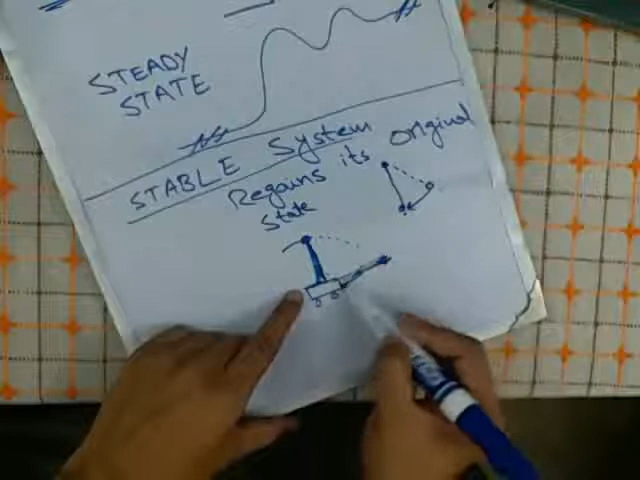 STEADY
STATE
STABLE System
Regains its original
State